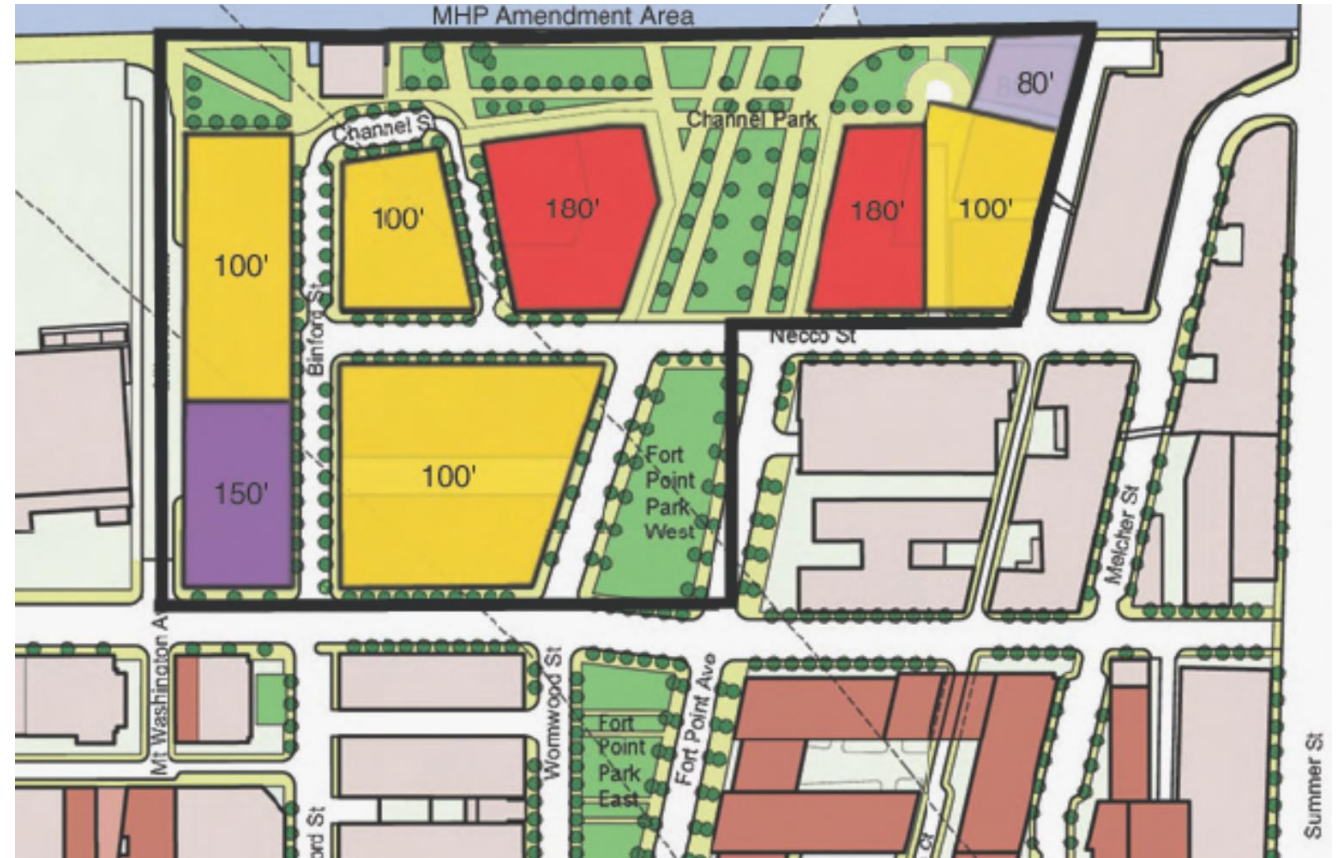 MHP Amendment Area
80'
Channel S
Channel Park
100'
180'
180'
100'
100'
Binford St
Necco St
100'
150'
Fort
Point
Park
West
Melcher St
Mt Washington A
Wormwood St
Fort Point Ave
Fort
Point
Park
East
Summer St
ord St
Ct